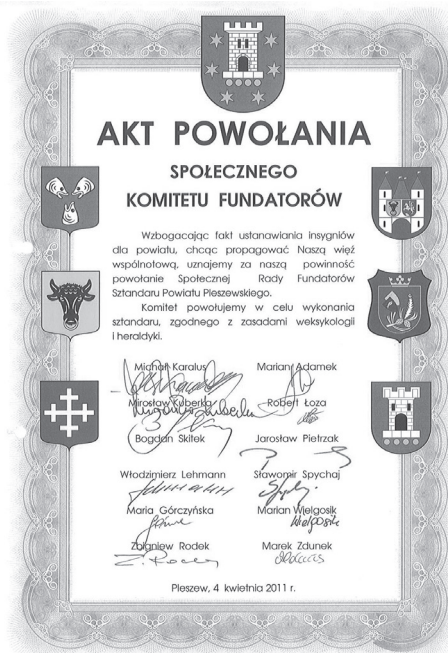 AKT POWOŁANIA
SPOŁECZNEGO
KOMITETU FUNDATORÓW
Wzbogacając fakt ustanawiania insygniów
dla powiatu, chcąc propagować Naszą więź
wspólnotową, uznajemy za naszą powinność
powołanie Społecznej Rady Fundatorów
Sztandaru Powiatu Pleszewskiego.
Komitet powołujemy w celu wykonania
sztandaru, zgodnego z zasadami weksykologii
i heraldyki.
Michał Karalus Marian Adamek
Mirosław Kuberka Robert Łoza
Bogdan Skitek Jarosław Pietrzak
Włodzimierz Lehmann Sławomir Spychaj
Maria Górczyńska Marian Wielgosik
Wielgosik
Zbigniew Rodek Marek Zdunek
Z. Rodek
Pleszew, 4 kwietnia 2011 r.